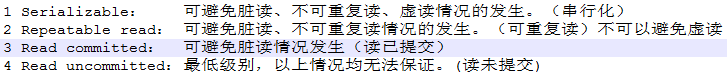 1 Serializable： 可避免脏读、不可重复读、虚读情况的发生。（串行化）
2 Repeatable read： 可避免脏读、不可重复读情况的发生。（可重复读）不可以避免虚读
3 Read committed： 可避免脏读情况发生（读已提交）
4 Read uncommitted： 最低级别，以上情况均无法保证。(读未提交)